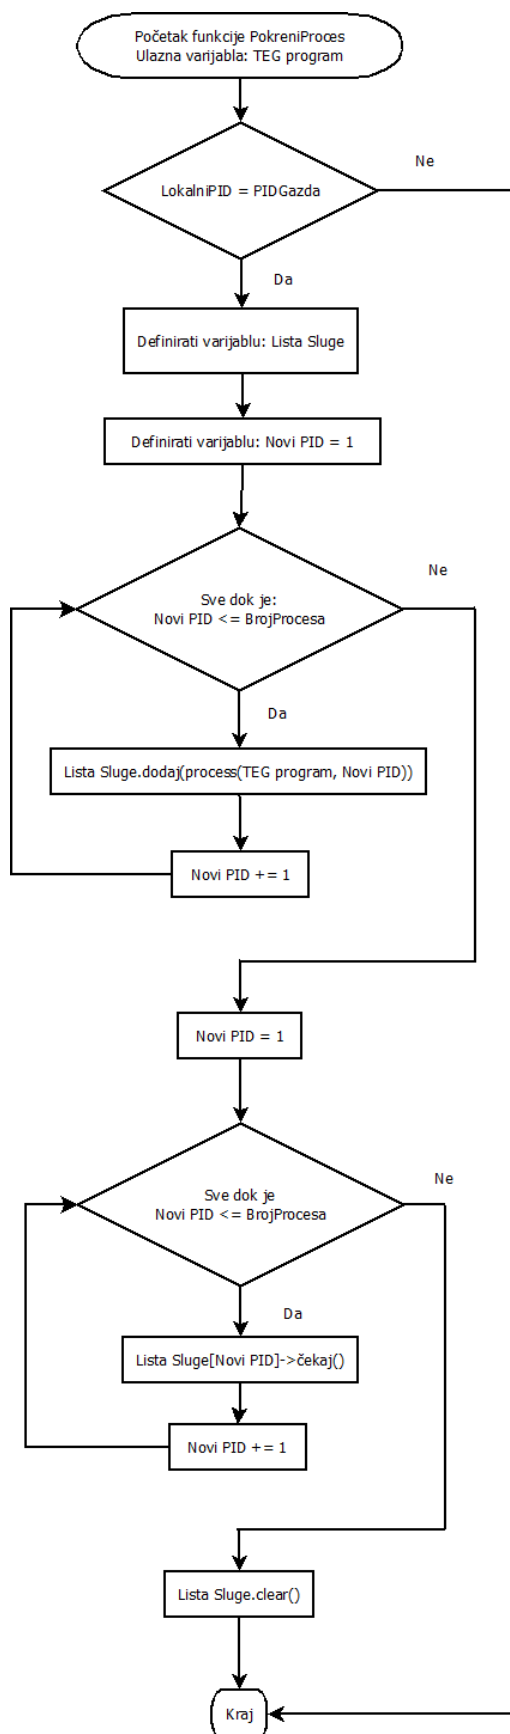 Početak funkcije PokreniProces
Ulazna varijabla: TEG program
Ne
LokalniPID = PIDGazda
Da
Definirati varijablu: Lista Sluge
Definirati varijablu: Novi PID = 1
Ne
Sve dok je:
Novi PID <= BrojProcesa
Da
Lista Sluge.dodaj(process(TEG program, Novi PID))
Novi PID += 1
Novi PID = 1
Ne
Sve dok je
Novi PID <= BrojProcesa
Da
Lista Sluge[Novi PID]->čekaj()
Novi PID += 1
Lista Sluge.clear()
Kraj